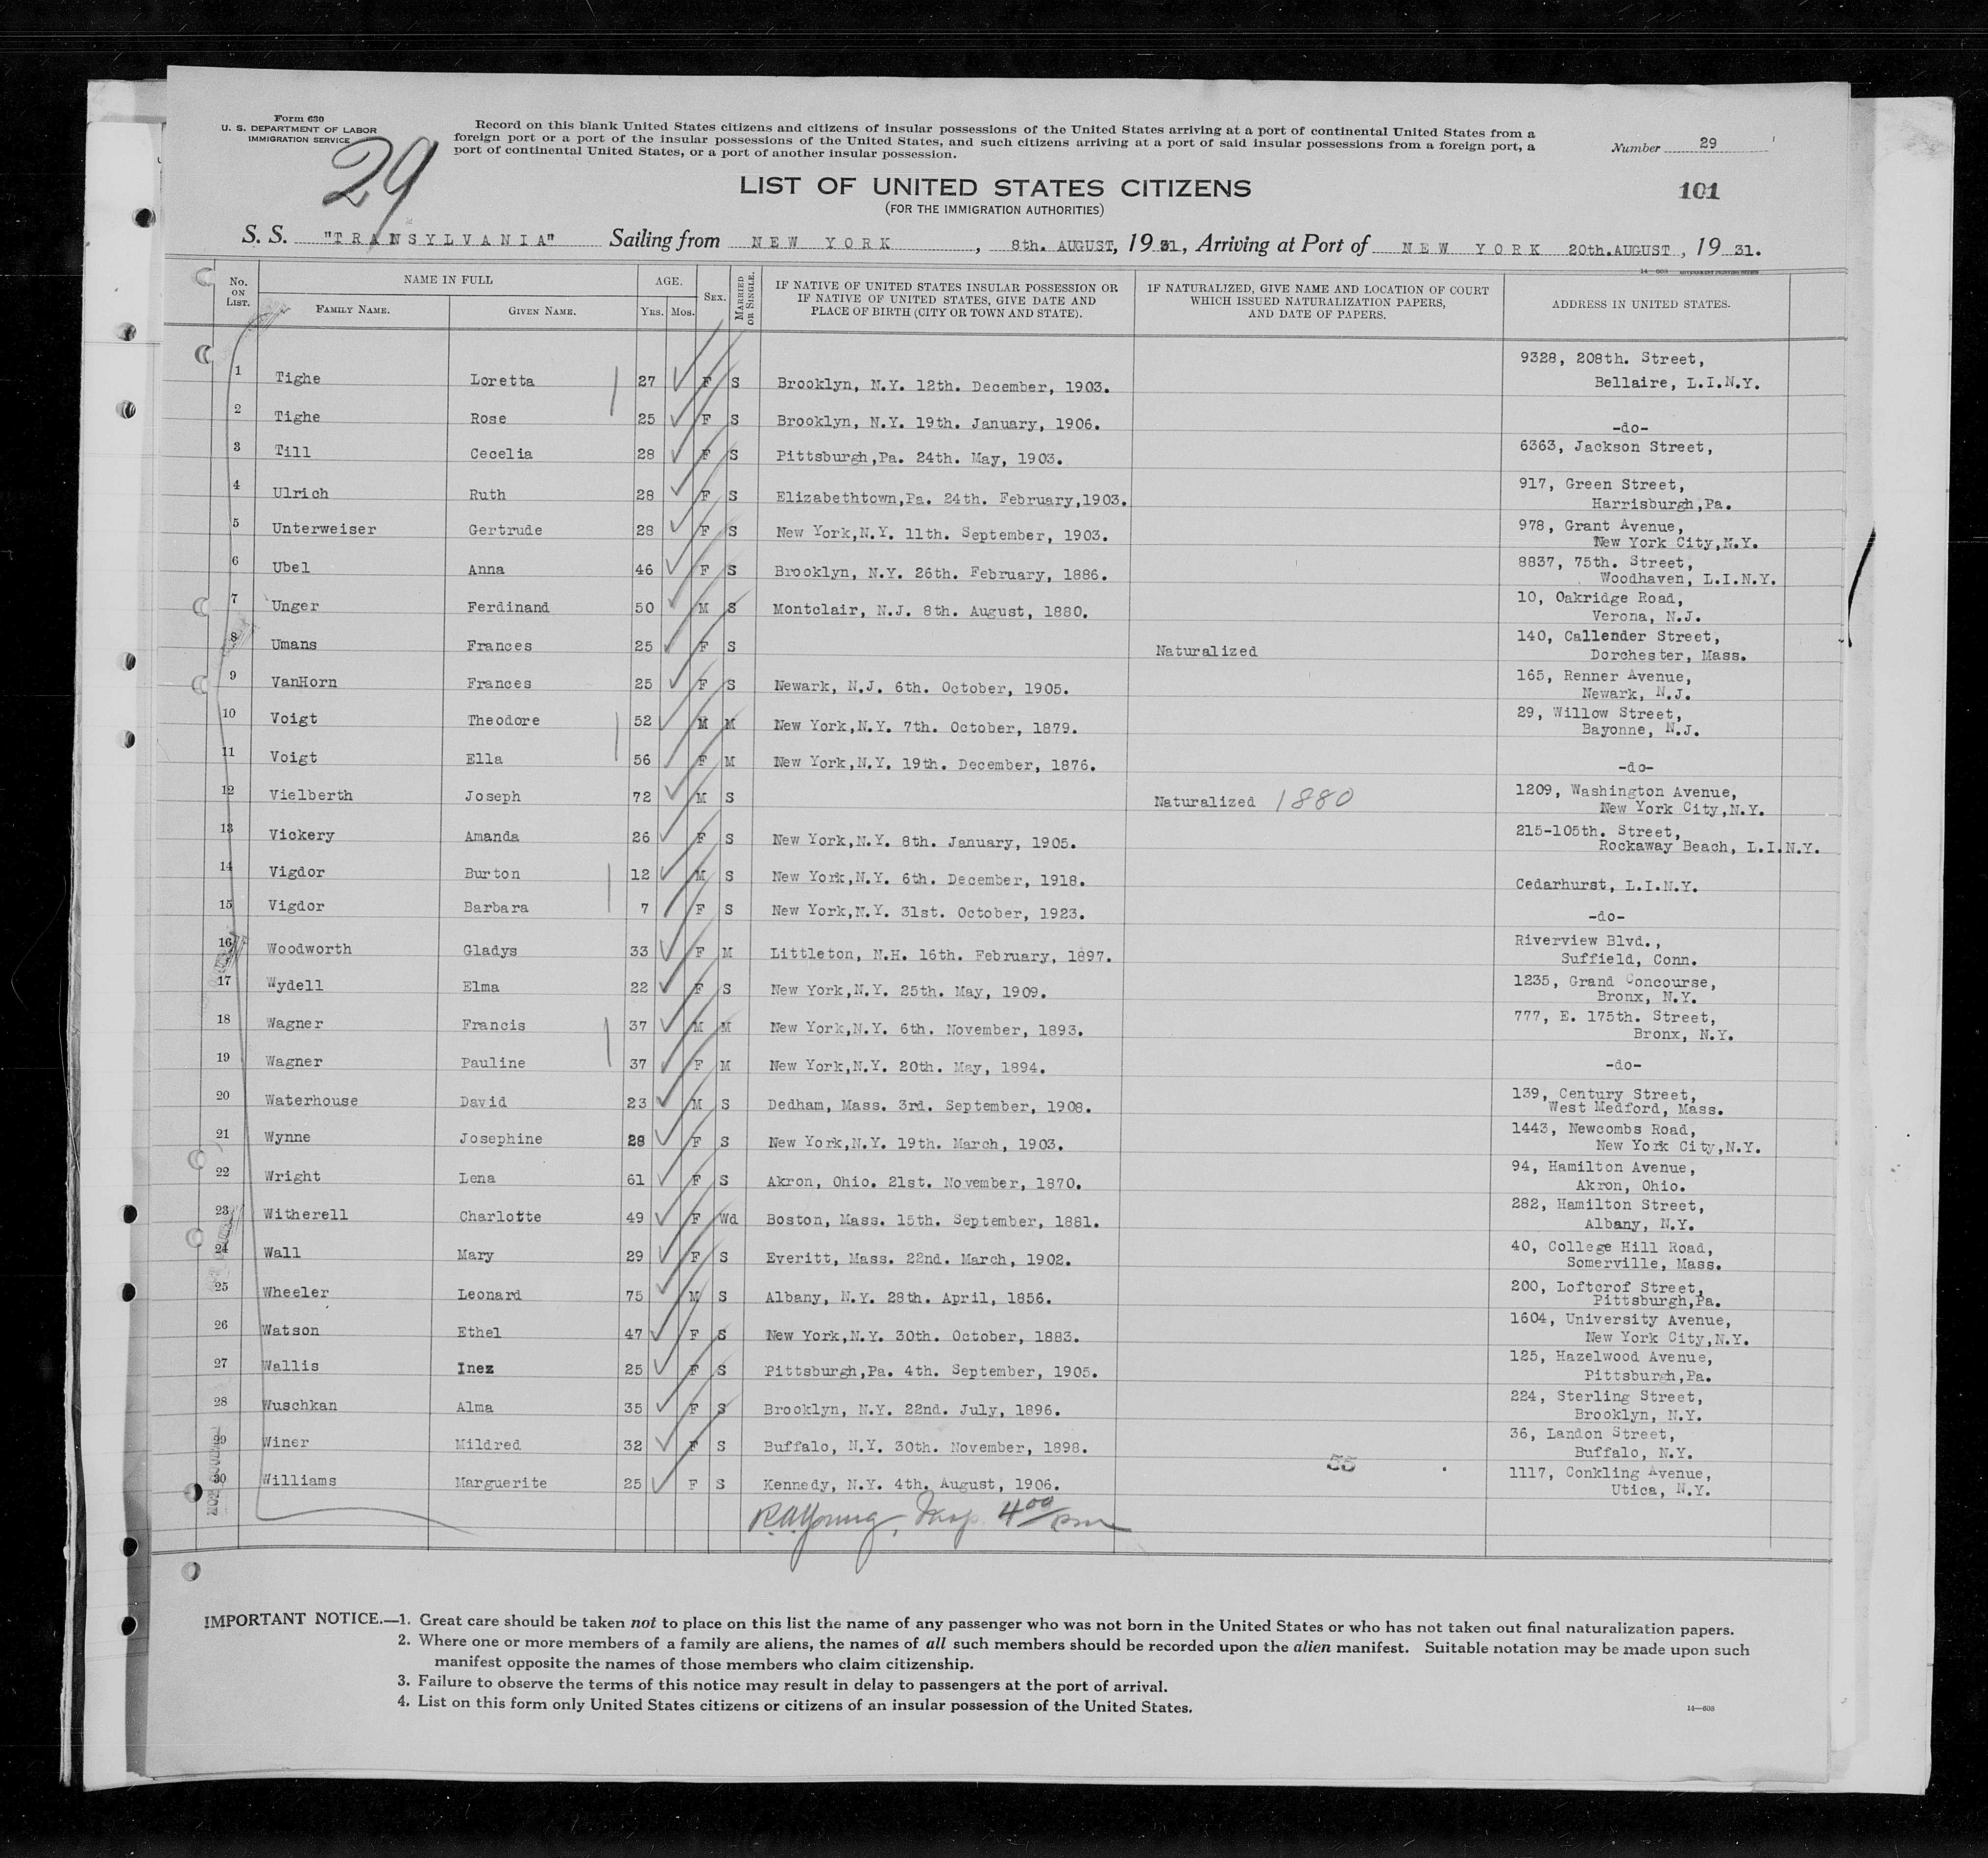 Form 630
U. S. DEPARTMENT OF LABOR
IMMIGRATION SERVICE
29
Record on this blank United States citizens and citizens of insular possessions of the United States arriving at a port of continental United States from a
foreign port or a port of the insular possessions of the United States, and such citizens arriving at a port of said insular possessions from a foreign port, a
port of continental United States, or a port of another insular possession.
Number 29
101
LIST OF UNITED STATES CITIZENS
(FOR THE IMMIGRATION AUTHORITIES)
S. S. "TRANSYLVANIA" Sailing from NEW YORK, 8th. AUGUST, 19 31, Arriving at Port of NEW YORK 20th.AUGUST, 19 31.
14—608 GOVERNMENT PRINTING OFFICE
No. ON LIST. NAME IN FULL FAMILY NAME. GIVEN NAME. AGE. Yrs. Mos. SEX. MARRIED OR SINGLE. IF NATIVE OF UNITED STATES INSULAR POSSESSION OR IF NATIVE OF UNITED STATES, GIVE DATE AND PLACE OF BIRTH (CITY OR TOWN AND STATE). IF NATURALIZED, GIVE NAME AND LOCATION OF COURT WHICH ISSUED NATURALIZATION PAPERS, AND DATE OF PAPERS. ADDRESS IN UNITED STATES.
9328, 208th. Street,
1 Tighe Loretta 27 F S Brooklyn, N.Y. 12th. December, 1903. Bellaire, L.I.N.Y.
2 Tighe Rose 25 F S Brooklyn, N.Y. 19th. January, 1906. -do-
3 Till Cecelia 28 F S Pittsburgh,Pa. 24th. May, 1903. 6363, Jackson Street,
4 Ulrich Ruth 28 F S Elizabethtown,Pa. 24th. February,1903. 917, Green Street,
Harrisburgh,Pa.
5 Unterweiser Gertrude 28 F S New York,N.Y. 11th. September, 1903. 978, Grant Avenue,
New York City,N.Y.
6 Ubel Anna 46 F S Brooklyn, N.Y. 26th. February, 1886. 8837, 75th. Street,
Woodhaven, L.I.N.Y.
7 Unger Ferdinand 50 M S Montclair, N.J. 8th. August, 1880. 10, Oakridge Road,
Verona, N.J.
8 Umans Frances 25 F S Naturalized 140, Callender Street,
Dorchester, Mass.
9 VanHorn Frances 25 F S Newark, N.J. 6th. October, 1905. 165, Renner Avenue,
Newark, N.J.
10 Voigt Theodore 52 M M New York,N.Y. 7th. October, 1879. 29, Willow Street,
Bayonne, N.J.
11 Voigt Ella 56 F M New York,N.Y. 19th. December, 1876. -do-
12 Vielberth Joseph 72 M S Naturalized 1880 1209, Washington Avenue,
New York City,N.Y.
13 Vickery Amanda 26 F S New York,N.Y. 8th. January, 1905. 215-105th. Street,
Rockaway Beach, L.I.N.Y.
14 Vigdor Burton 12 M S New York,N.Y. 6th. December, 1918. Cedarhurst, L.I.N.Y.
15 Vigdor Barbara 7 F S New York,N.Y. 31st. October, 1923. -do-
16 Woodworth Gladys 33 F M Littleton, N.H. 16th. February, 1897. Riverview Blvd.,
Suffield, Conn.
17 Wydell Elma 22 F S New York,N.Y. 25th. May, 1909. 1235, Grand Concourse,
Bronx, N.Y.
18 Wagner Francis 37 M M New York,N.Y. 6th. November, 1893. 777, E. 175th. Street,
Bronx, N.Y.
19 Wagner Pauline 37 F M New York,N.Y. 20th. May, 1894. -do-
20 Waterhouse David 23 M S Dedham, Mass. 3rd. September, 1908. 139, Century Street,
West Medford, Mass.
21 Wynne Josephine 28 F S New York,N.Y. 19th. March, 1903. 1443, Newcombs Road,
New York City,N.Y.
22 Wright Lena 61 F S Akron, Ohio. 21st. November, 1870. 94, Hamilton Avenue,
Akron, Ohio.
23 Witherell Charlotte 49 F Wd Boston, Mass. 15th. September, 1881. 282, Hamilton Street,
Albany, N.Y.
24 Wall Mary 29 F S Everitt, Mass. 22nd. March, 1902. 40, College Hill Road,
Somerville, Mass.
25 Wheeler Leonard 75 M S Albany, N.Y. 28th. April, 1856. 200, Loftcrof Street,
Pittsburgh,Pa.
26 Watson Ethel 47 F S New York,N.Y. 30th. October, 1883. 1604, University Avenue,
New York City,N.Y.
27 Wallis Inez 25 F S Pittsburgh,Pa. 4th. September, 1905. 125, Hazelwood Avenue,
Pittsburgh,Pa.
28 Wuschkan Alma 35 F S Brooklyn, N.Y. 22nd. July, 1896. 224, Sterling Street,
Brooklyn, N.Y.
29 Winer Mildred 32 F S Buffalo, N.Y. 30th. November, 1898. 36, Landon Street,
Buffalo, N.Y.
55
30 Williams Marguerite 25 F S Kennedy, N.Y. 4th. August, 1906. 1117, Conkling Avenue,
Utica, N.Y.
R.A.Young, Insp. 4 00 pm
IMPORTANT NOTICE.—1. Great care should be taken not to place on this list the name of any passenger who was not born in the United States or who has not taken out final naturalization papers.
2. Where one or more members of a family are aliens, the names of all such members should be recorded upon the alien manifest. Suitable notation may be made upon such
manifest opposite the names of those members who claim citizenship.
3. Failure to observe the terms of this notice may result in delay to passengers at the port of arrival.
4. List on this form only United States citizens or citizens of an insular possession of the United States.
14—608